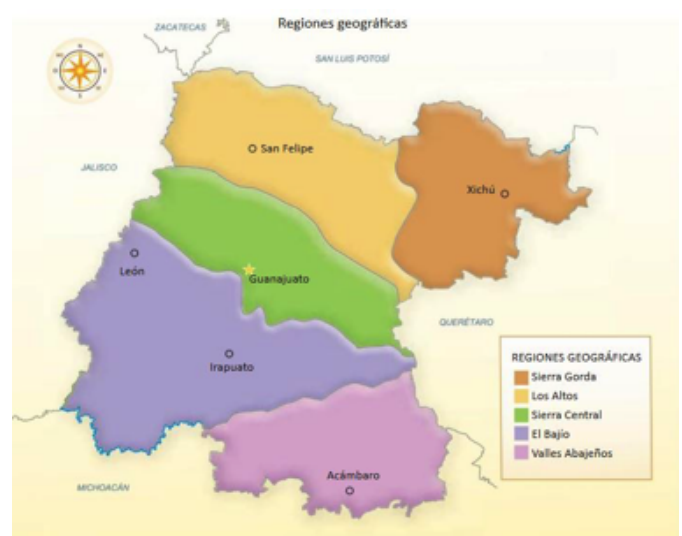 Regiones geográficas
ZACATECAS
SAN LUIS POTOSÍ
San Felipe
JALISCO
Xichú
León
Guanajuato
QUERÉTARO
Irapuato
REGIONES GEOGRÁFICAS
Sierra Gorda
Los Altos
Sierra Central
El Bajío
Valles Abajeños
Acámbaro
MICHOACÁN